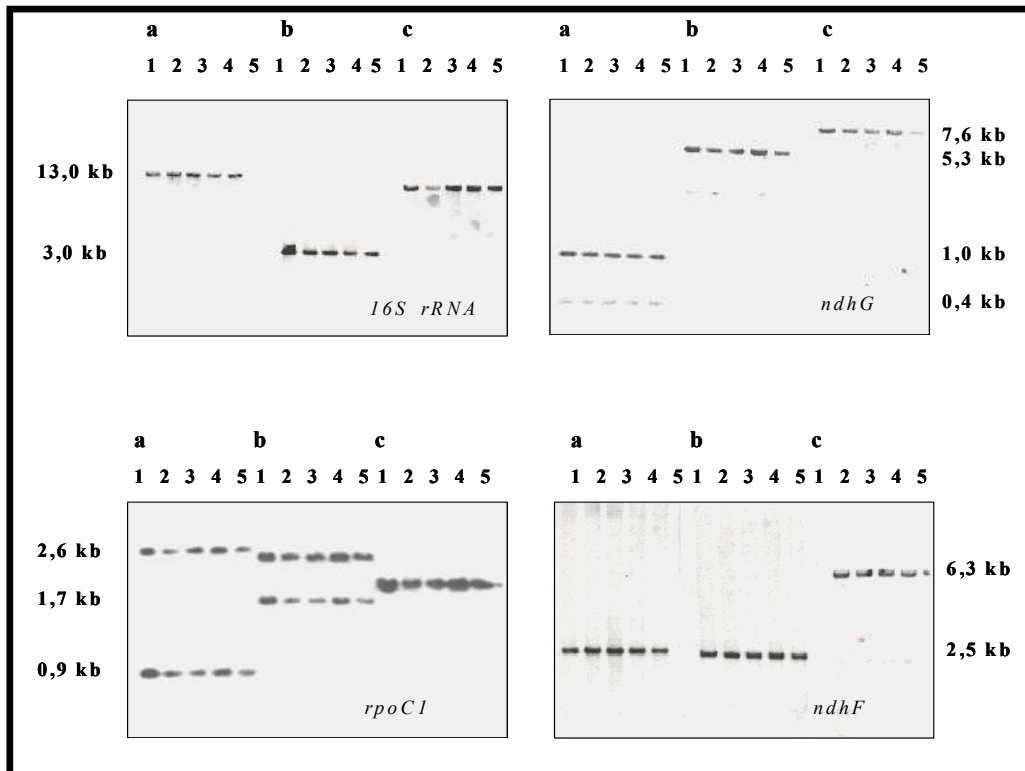 a b c
1 2 3 4 5 1 2 3 4 5 1 2 3 4 5
13,0 kb
3,0 kb
16S rRNA
a b c
1 2 3 4 5 1 2 3 4 5 1 2 3 4 5
7,6 kb
5,3 kb
1,0 kb
0,4 kb
ndhG
a b c
1 2 3 4 5 1 2 3 4 5 1 2 3 4 5
2,6 kb
1,7 kb
0,9 kb
rpoC1
a b c
1 2 3 4 5 1 2 3 4 5 1 2 3 4 5
6,3 kb
2,5 kb
ndhF